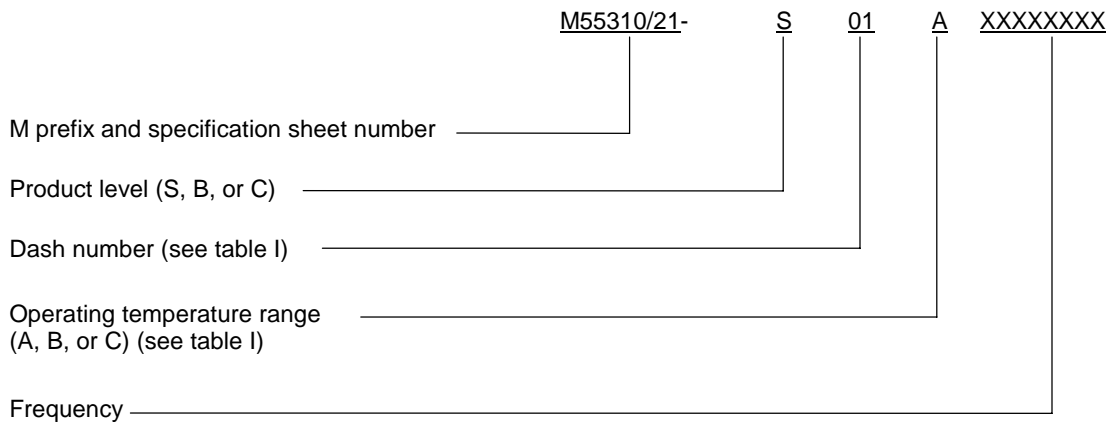 M55310/21- S 01 A XXXXXXXX
M prefix and specification sheet number
Product level (S, B, or C)
Dash number (see table I)
Operating temperature range
(A, B, or C) (see table I)
Frequency